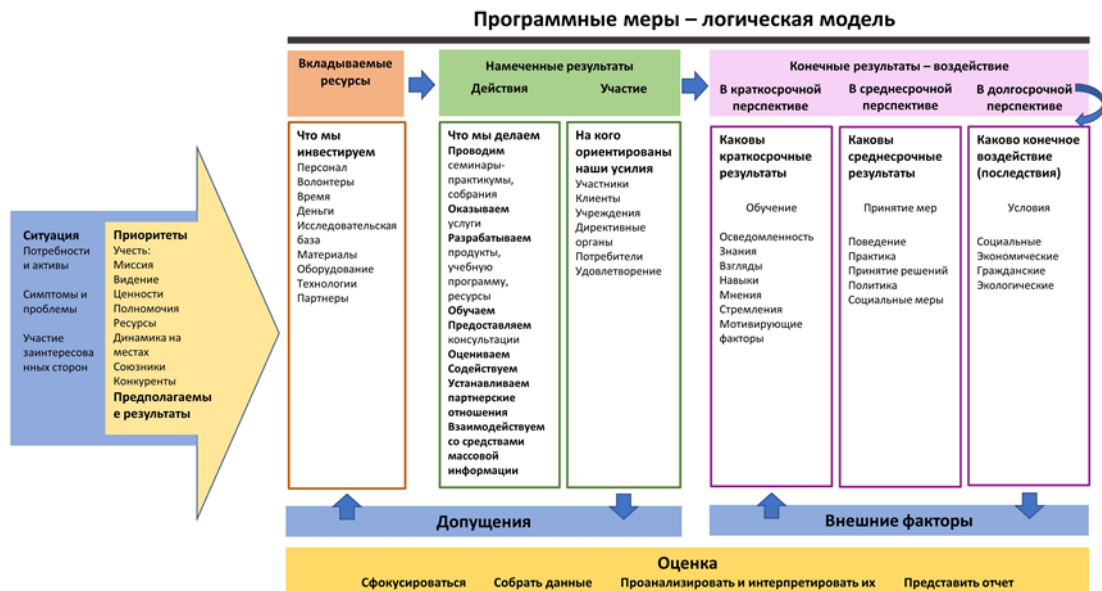 Программные меры – логическая модель
Ситуация
Потребности
и активы
Симптомы и
проблемы
Участие
заинтересова
нных сторон
Приоритеты
Учесть:
Миссия
Видение
Ценности
Полномочия
Ресурсы
Динамика на
местах
Союзники
Конкуренты
Предполагаемы
е результаты
Вкладываемые
ресурсы
Что мы
инвестируем
Персонал
Волонтеры
Время
Деньги
Исследовательская
база
Материалы
Оборудование
Технологии
Партнеры
Намеченные результаты
Действия
Участие
Что мы делаем
Проводим
семинары-
практикумы,
собрания
Оказываем
услуги
Разрабатываем
продукты,
учебную
программу,
ресурсы
Обучаем
Предоставляем
консультации
Оцениваем
Содействуем
Устанавливаем
партнерские
отношения
Взаимодействуем
со средствами
массовой
информации
На кого
ориентированы
наши усилия
Участники
Клиенты
Учреждения
Директивные
органы
Потребители
Удовлетворение
Конечные результаты – воздействие
В краткосрочной
перспективе
В среднесрочной
перспективе
В долгосрочной
перспективе
Каковы
краткосрочные
результаты
Обучение
Осведомленность
Знания
Взгляды
Навыки
Мнения
Стремления
Мотивирующие
факторы
Каковы
среднесрочные
результаты
Принятие мер
Поведение
Практика
Принятие решений
Политика
Социальные меры
Каково конечное
воздействие
(последствия)
Условия
Социальные
Экономические
Гражданские
Экологические
Допущения
Внешние факторы
Оценка
Сфокусироваться Собрать данные Проанализировать и интерпретировать их Представить отчет